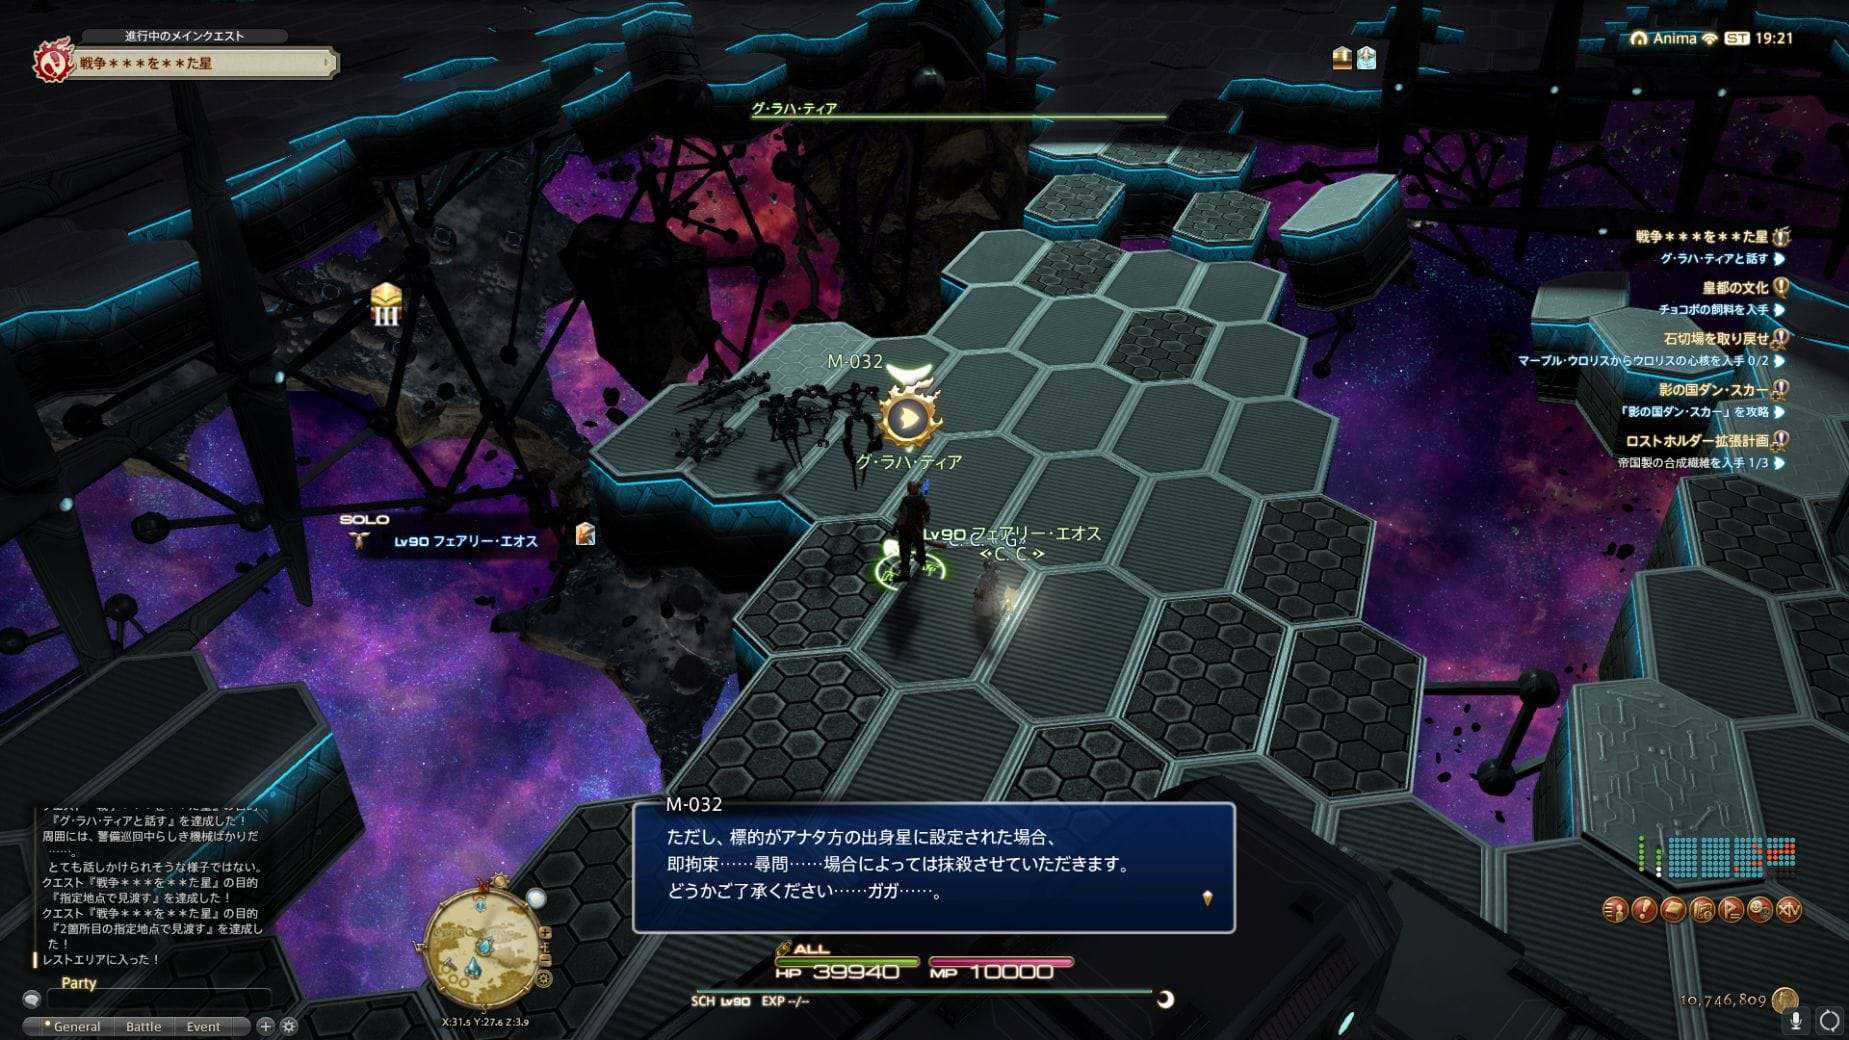 進行中のメインクエスト
戦争＊＊＊を＊＊た星
グ・ラハ・ティア
Anima ST 19:21
戦争＊＊＊を＊＊た星
グ・ラハ・ティアと話す
皇都の文化
チョコボの飼料を入手
石切場を取り戻せ
マーブル・ウロリスからウロリスの心核を入手 0/2
影の国ダン・スカー
「影の国ダン・スカー」を攻略
ロストホルダー拡張計画
帝国製の合成繊維を入手 1/3
III
M-032
グ・ラハ・ティア
SOLO
Lv90 フェアリー・エオス
Lv90 フェアリー・エオス
«C. C.»
M-032
ただし、標的がアナタ方の出身星に設定された場合、
即拘束……尋問……場合によっては抹殺させていただきます。
どうかご了承ください……ガガ……。
『グ・ラハ・ティアと話す』を達成した！
周囲には、警備巡回中らしき機械ばかりだ
……。
とても話しかけられそうな様子ではない。
クエスト『戦争＊＊＊を＊＊た星』の目的
『指定地点で見渡す』を達成した！
クエスト『戦争＊＊＊を＊＊た星』の目的
『2箇所目の指定地点で見渡す』を達成し
た！
レストエリアに入った！
Party
General Battle Event
X:31.5 Y:27.6 Z:3.9
ALL
HP 39940 MP 10000
SCH Lv90 EXP --/--
XIV
10,746,809